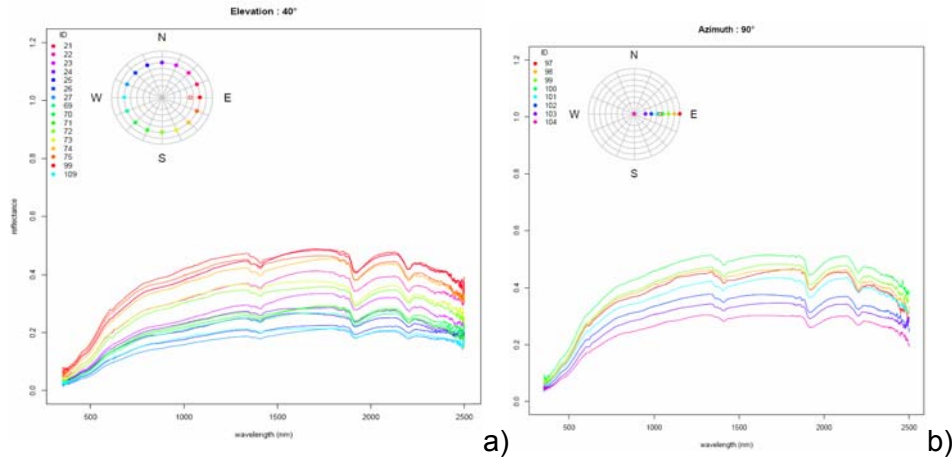 Elevation : 40°
ID
21
22
23
24
25
26
27
69
70
71
72
73
74
75
99
109
N
W
E
S
reflectance
0.0
0.2
0.4
0.6
0.8
1.0
1.2
500
1000
1500
2000
2500
wavelength (nm)
a)
Azimuth : 90°
ID
97
98
99
100
101
102
103
104
N
W
E
S
0.0
0.2
0.4
0.6
0.8
1.0
1.2
500
1000
1500
2000
2500
wavelength (nm)
b)